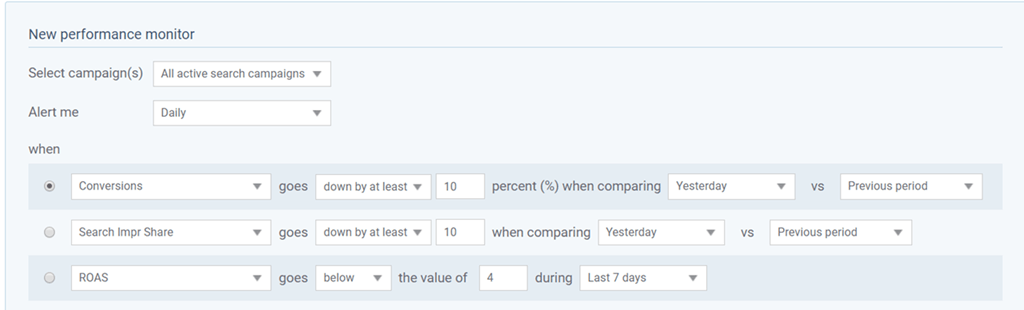 New performance monitor
Select campaign(s) All active search campaigns
Alert me Daily
when
Conversions goes down by at least 10 percent (%) when comparing Yesterday vs Previous period
Search Impr Share goes down by at least 10 when comparing Yesterday vs Previous period
ROAS goes below the value of 4 during Last 7 days